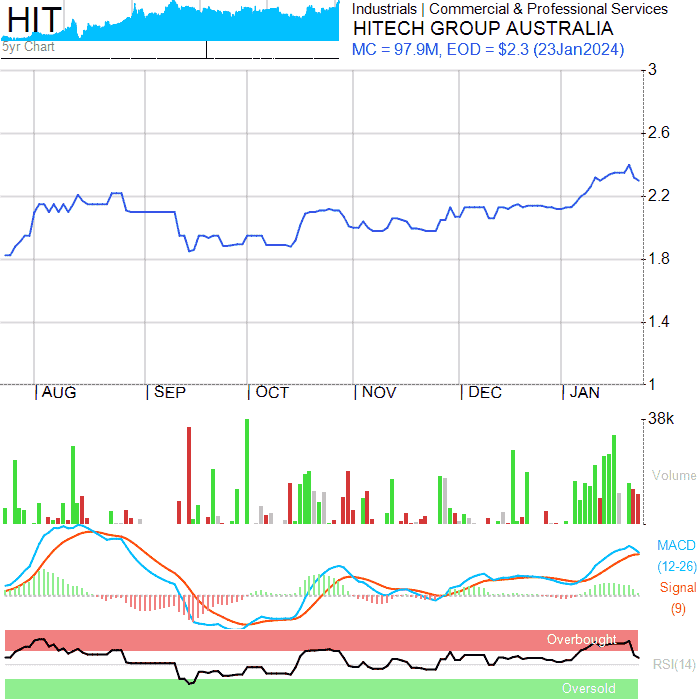 HIT
5yr Chart
Industrials | Commercial & Professional Services
HITECH GROUP AUSTRALIA
MC = 97.9M, EOD = $2.3 (23Jan2024)
3
2.6
2.2
1.8
1.4
1
AUG SEP OCT NOV DEC JAN
38k
Volume
MACD
(12-26)
Signal
(9)
Overbought
RSI(14)
Oversold